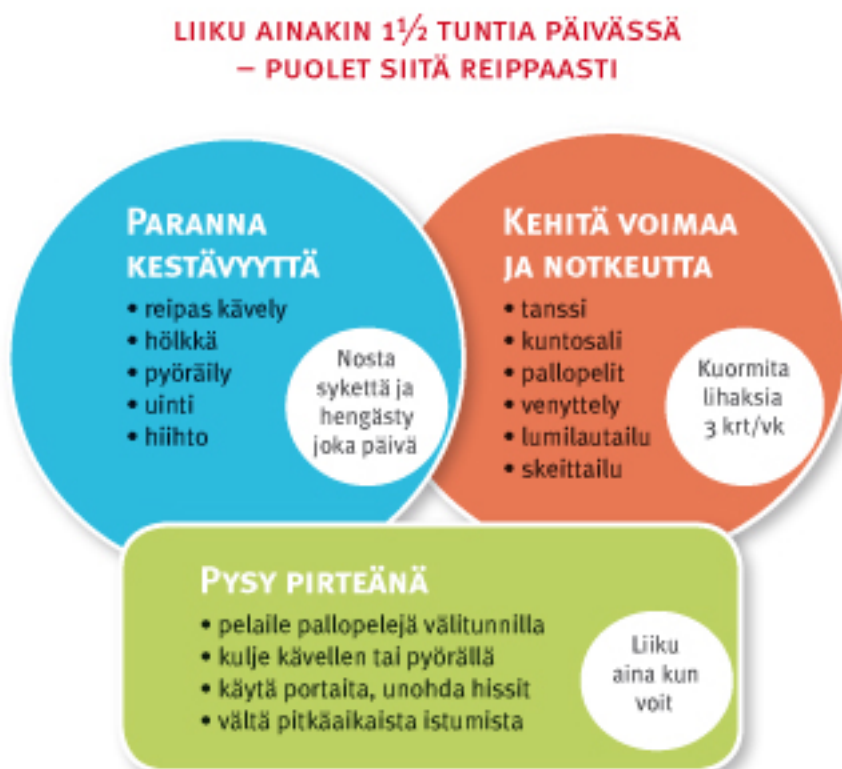 LIIKU AINAKIN 1½ TUNTIA PÄIVÄSSÄ
– PUOLET SIITÄ REIPPAASTI
PARANNA
KESTÄVYYTTÄ
• reipas kävely
• hölkkä
• pyöräily
• uinti
• hiihto
Nosta
sykettä ja
hengästy
joka päivä
KEHITÄ VOIMAA
JA NOTKEUTTA
• tanssi
• kuntosali
• pallopelit
• venyttely
• lumilautailu
• skeittailu
Kuormita
lihaksia
3 krt/vk
PYSY PIRTEÄNÄ
• pelaile pallopelejä välitunnilla
• kulje kävellen tai pyörällä
• käytä portaita, unohda hissit
• vältä pitkäaikaista istumista
Liiku
aina kun
voit